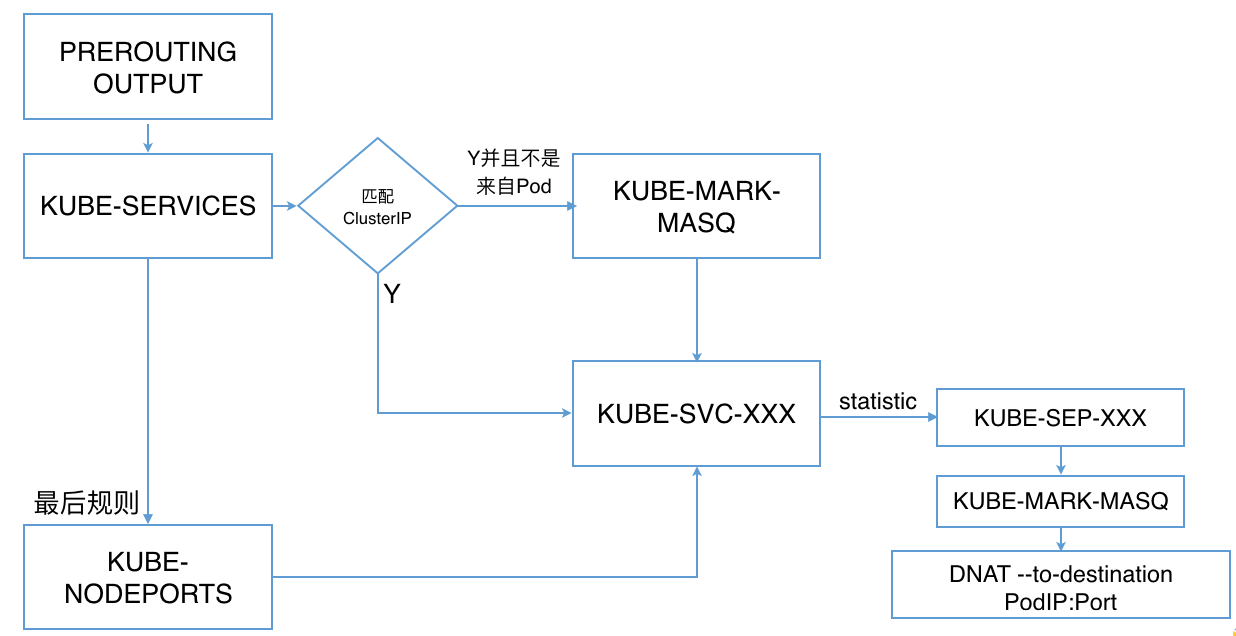 PREROUTING
OUTPUT
KUBE-SERVICES
匹配
ClusterIP
Y并且不是
来自Pod
KUBE-MARK-
MASQ
Y
KUBE-SVC-XXX
statistic
KUBE-SEP-XXX
KUBE-MARK-MASQ
DNAT --to-destination
PodIP:Port
最后规则
KUBE-
NODEPORTS